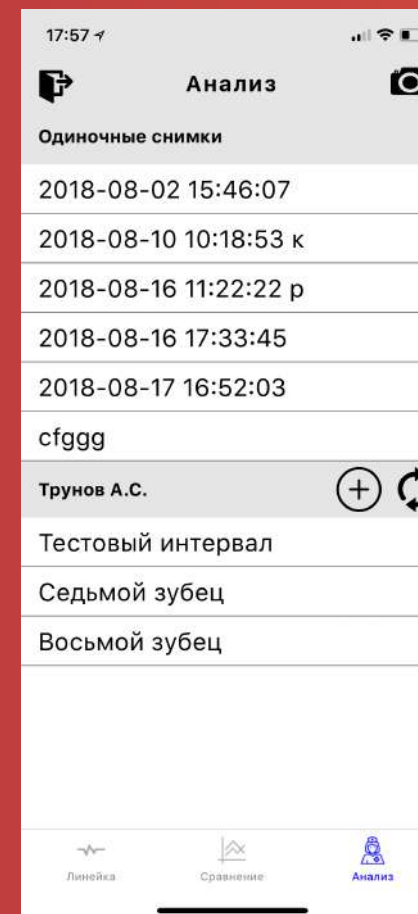 17:57
Анализ
Одиночные снимки
2018-08-02 15:46:07
2018-08-10 10:18:53 к
2018-08-16 11:22:22 р
2018-08-16 17:33:45
2018-08-17 16:52:03
cfggg
Трунов А.С.
Тестовый интервал
Седьмой зубец
Восьмой зубец
Линейка
Сравнение
Анализ